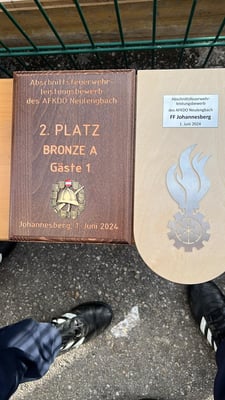 Abschnittsfeuerwehr-
leistungsbewerb
des AFKDO Neulengbach
2. PLATZ
BRONZE A
Gäste 1
Johannesberg, 1. Juni 2024
Abschnittsfeuerwehr-
leistungsbewerb
des AFKDO Neulengbach
FF Johannesberg
1. Juni 2024